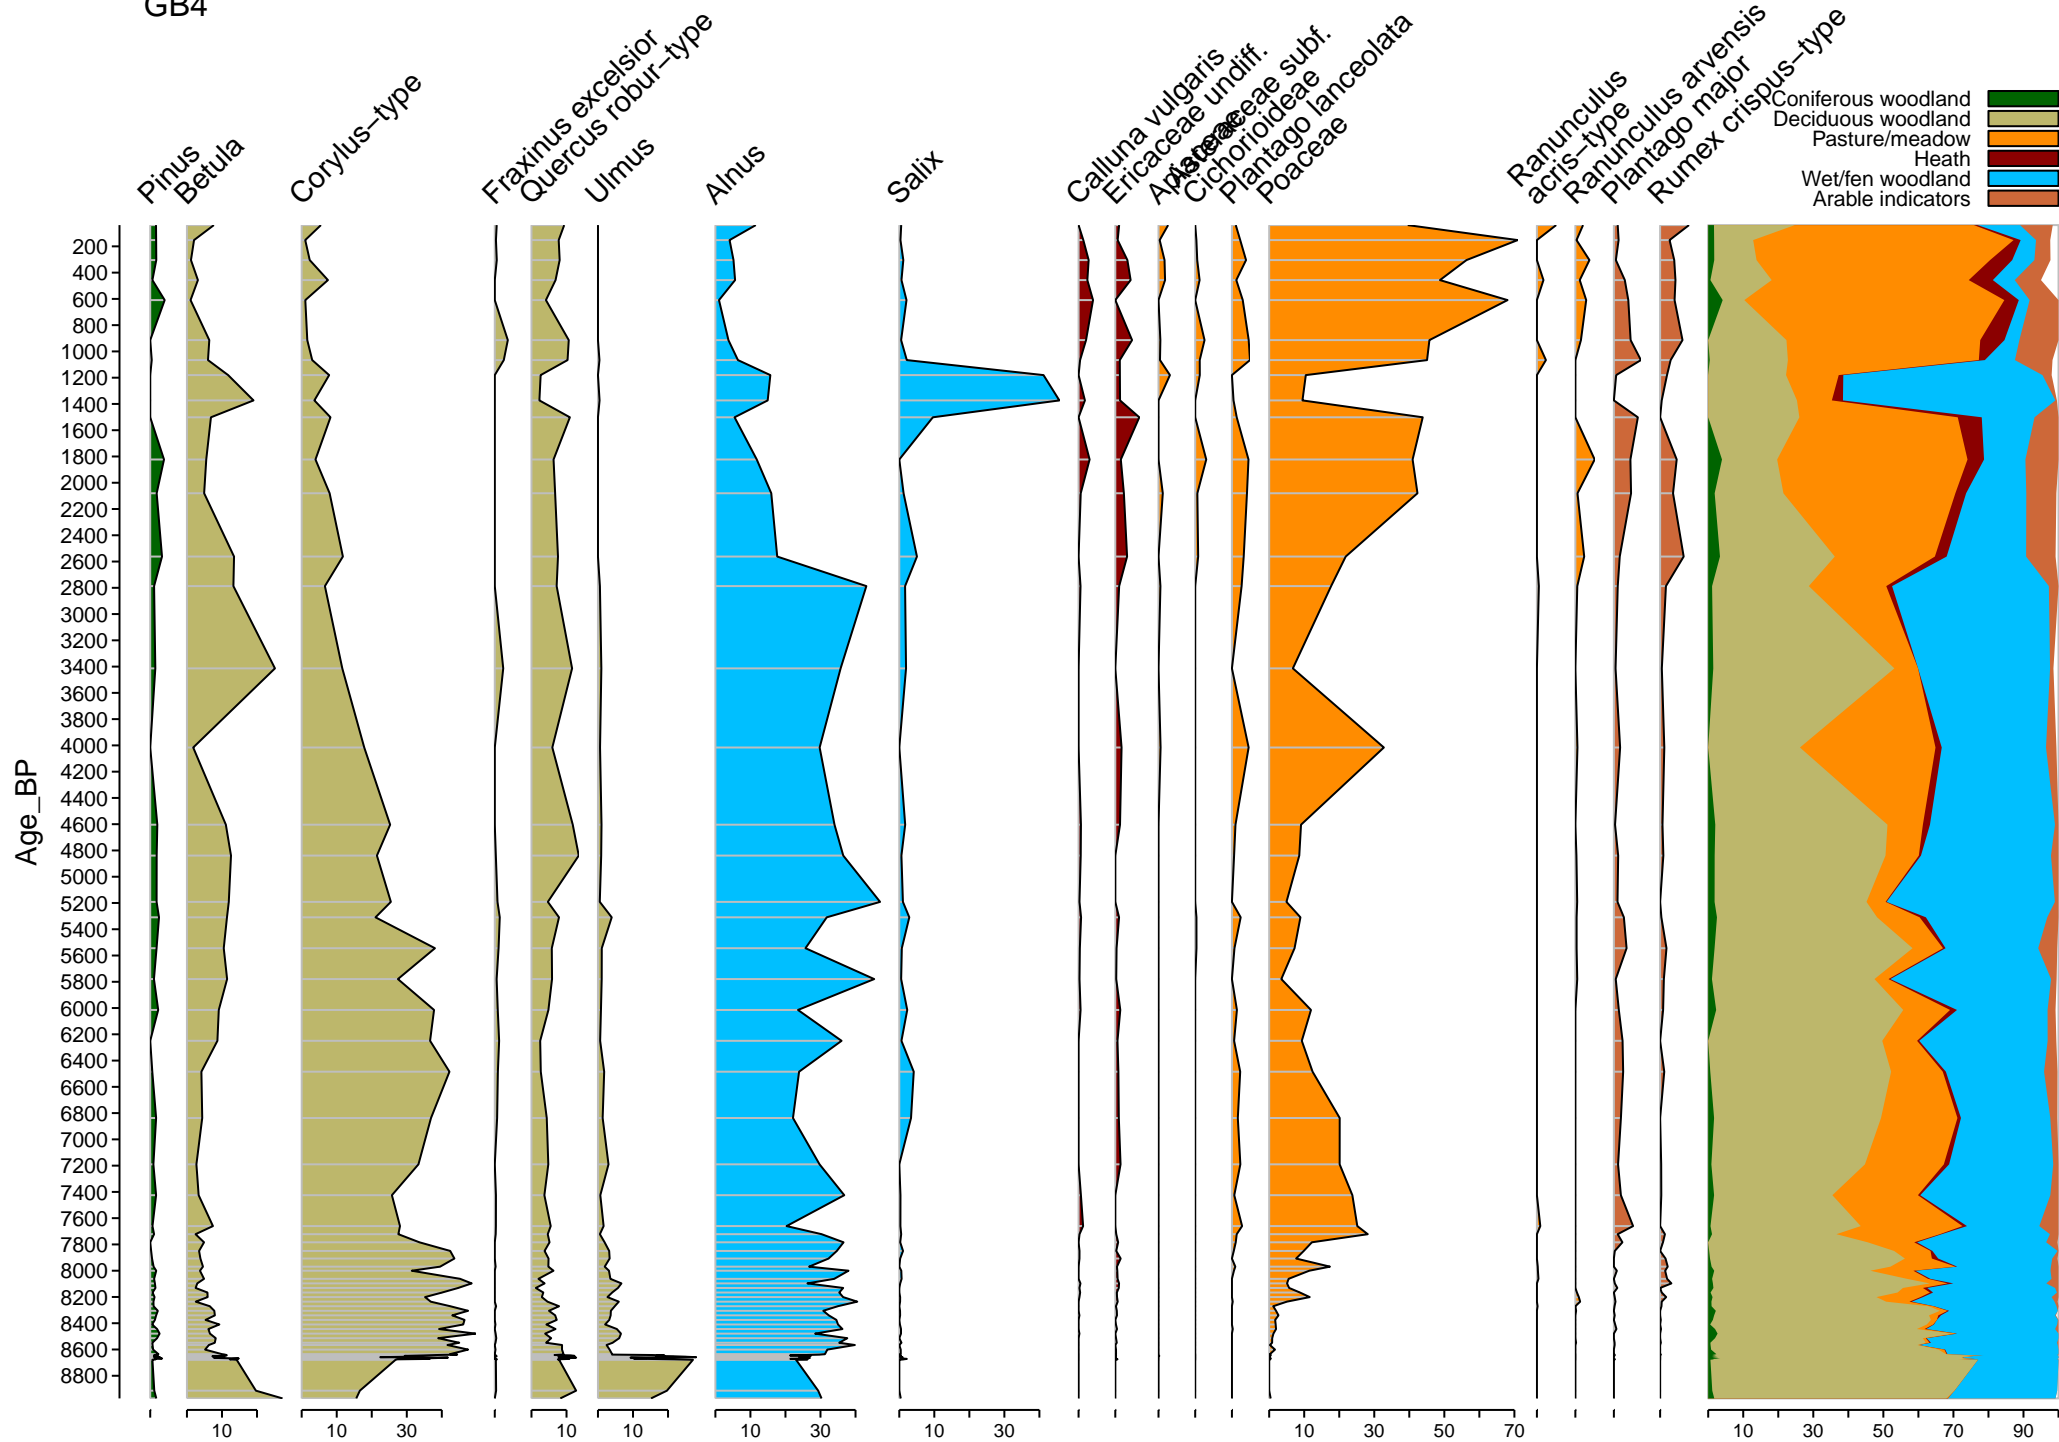 GB4
Pinus
Betula
Corylus−type
Fraxinus excelsior
Quercus robur−type
Ulmus
Alnus
Salix
Calluna vulgaris
Ericaceae undiff.
Apiaceae
Asteraceae subf.
Cichorioideae
Plantago lanceolata
Poaceae
Ranunculus
acris−type
Ranunculus arvensis
Plantago major
Rumex crispus−type
Coniferous woodland
Deciduous woodland
Pasture/meadow
Heath
Wet/fen woodland
Arable indicators
Age_BP
200
400
600
800
1000
1200
1400
1600
1800
2000
2200
2400
2600
2800
3000
3200
3400
3600
3800
4000
4200
4400
4600
4800
5000
5200
5400
5600
5800
6000
6200
6400
6600
6800
7000
7200
7400
7600
7800
8000
8200
8400
8600
8800
10 10 30 10 10 10 30 10 30 10 30 50 70 10 30 50 70 90